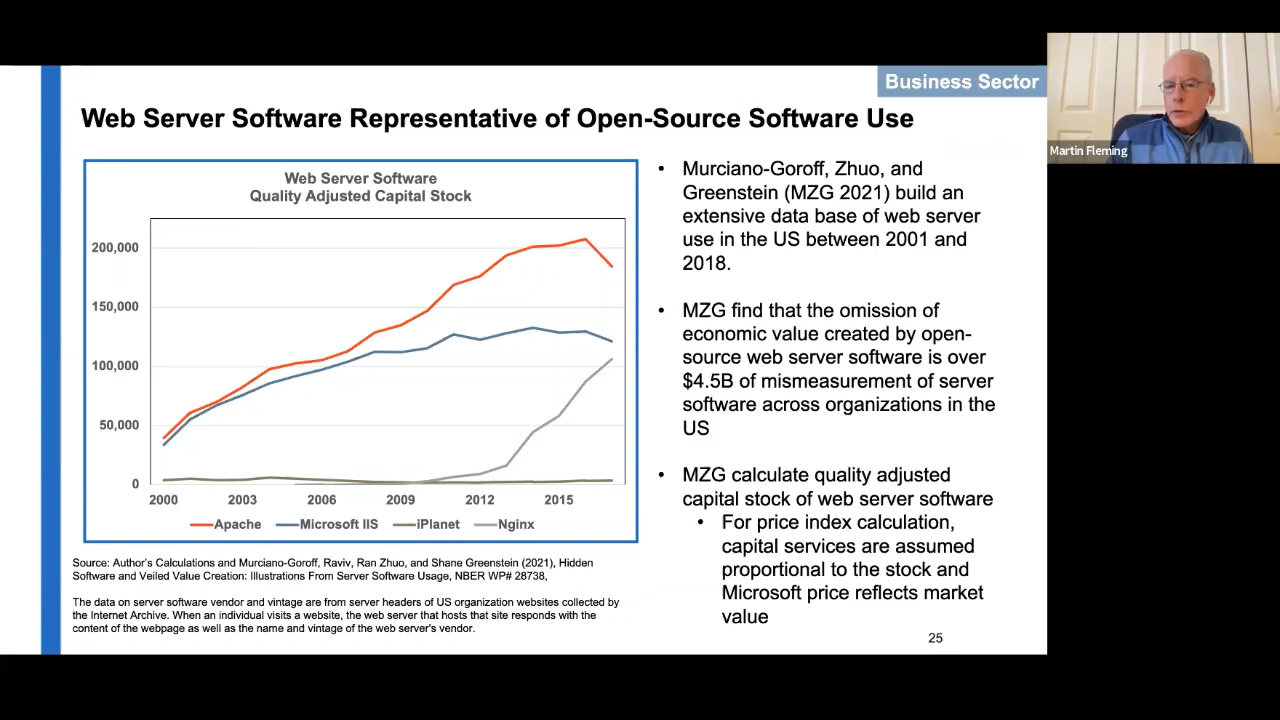 Business Sector
Martin Fleming
Web Server Software Representative of Open-Source Software Use
Web Server Software
Quality Adjusted Capital Stock
200,000
150,000
100,000
50,000
0
2000 2003 2006 2009 2012 2015
Apache Microsoft IIS iPlanet Nginx
Source: Author's Calculations and Murciano-Goroff, Raviv, Ran Zhuo, and Shane Greenstein (2021), Hidden
Software and Veiled Value Creation: Illustrations From Server Software Usage, NBER WP# 28738,
The data on server software vendor and vintage are from server headers of US organization websites collected by
the Internet Archive. When an individual visits a website, the web server that hosts that site responds with the
content of the webpage as well as the name and vintage of the web server's vendor.
• Murciano-Goroff, Zhuo, and
Greenstein (MZG 2021) build an
extensive data base of web server
use in the US between 2001 and
2018.
• MZG find that the omission of
economic value created by open-
source web server software is over
$4.5B of mismeasurement of server
software across organizations in the
US
• MZG calculate quality adjusted
capital stock of web server software
• For price index calculation,
capital services are assumed
proportional to the stock and
Microsoft price reflects market
value
25